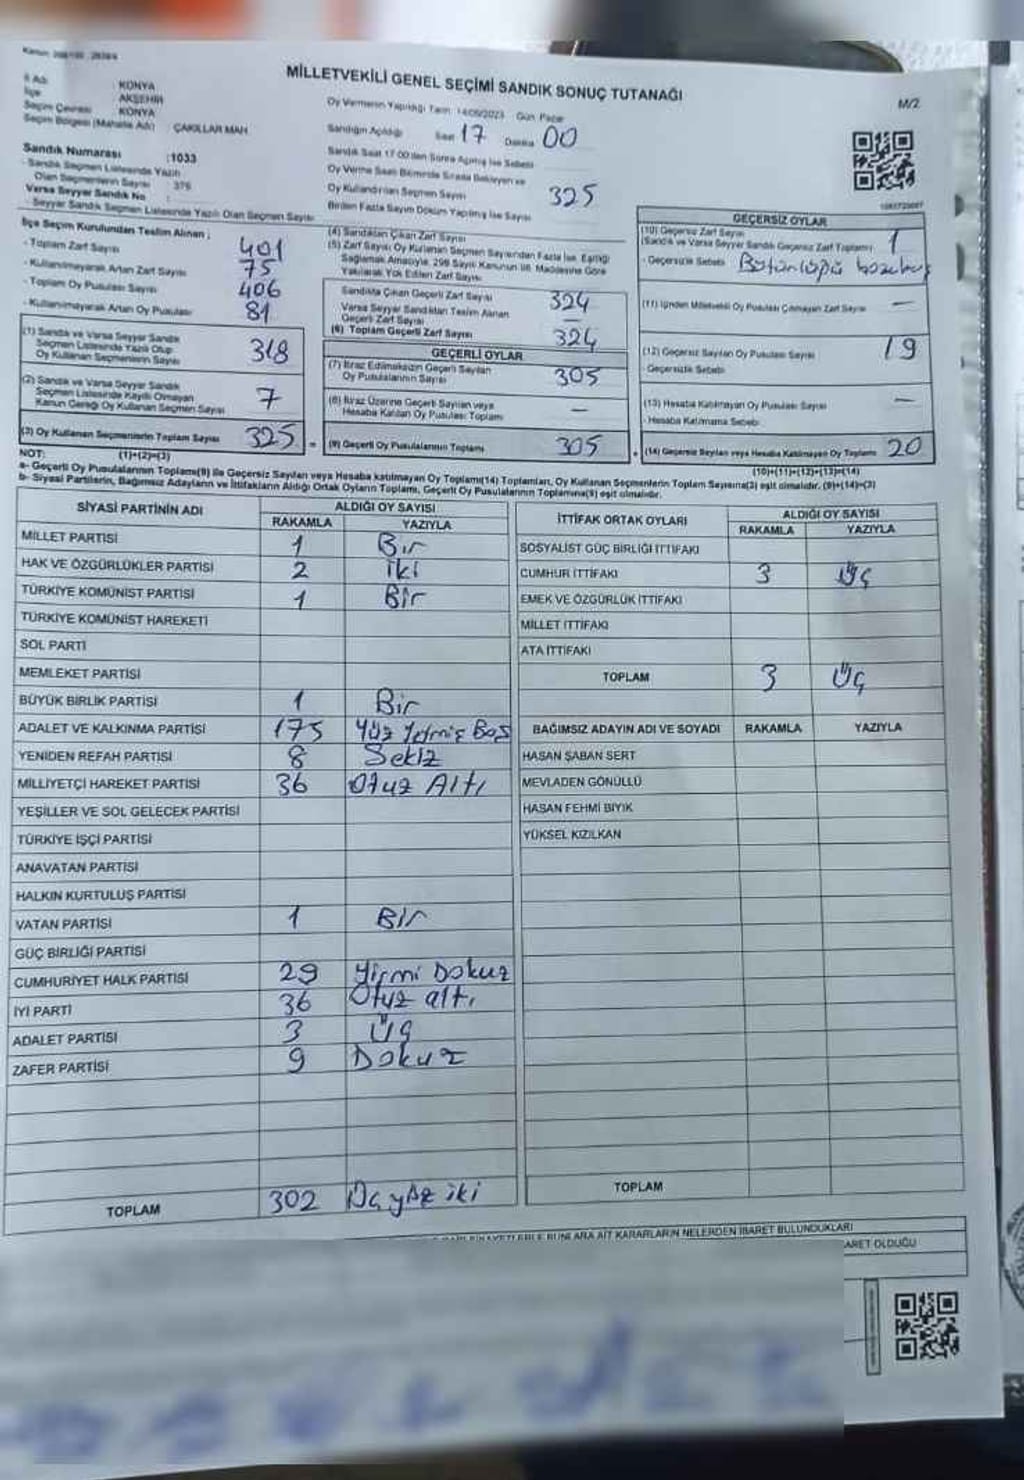 MİLLETVEKİLİ GENEL SEÇİMİ SANDIK SONUÇ TUTANAĞI
M/2
İl Adı : KONYA
İlçe : AKŞEHİR
Seçim Çevresi : KONYA
Seçim Bölgesi (Mahalle Adı) : ÇAKILLAR MAH
Sandık Numarası :1033
- Sandık Seçmen Listesinde Yazılı
Olan Seçmenlerin Sayısı : 376
Varsa Seyyar Sandık No :
- Seyyar Sandık Seçmen Listesinde Yazılı Olan Seçmen Sayısı
Oy Vermenin Yapıldığı Tarih: 14/05/2023 Gün: Pazar
Sandığın Açıldığı Saat 17 Dakika 00
Sandık Saat 17:00'den Sonra Açılmış İse Sebebi
Oy Verme Saati Bitiminde Sırada Bekleyen ve
Oy Kullandırılan Seçmen Sayısı 325
Birden Fazla Sayım Döküm Yapılmış İse Sayısı
İlçe Seçim Kurulundan Teslim Alınan :
- Toplam Zarf Sayısı 401
- Kullanılmayarak Artan Zarf Sayısı 75
- Toplam Oy Pusulası Sayısı 406
- Kullanılmayarak Artan Oy Pusulası 81
(1) Sandık ve Varsa Seyyar Sandık
Seçmen Listesinde Yazılı Olup
Oy Kullanan Seçmenlerin Sayısı 318
(2) Sandık ve Varsa Seyyar Sandık
Seçmen Listesinde Kayıtlı Olmayan
Kanun Gereği Oy Kullanan Seçmen Sayısı 7
(3) Oy Kullanan Seçmenlerin Toplam Sayısı 325 =
(4) Sandıktan Çıkan Zarf Sayısı
(5) Zarf Sayısı Oy Kullanan Seçmen Sayısından Fazla İse, Eşitliği
Sağlamak Amacıyla, 298 Sayılı Kanunun 98. Maddesine Göre
Yakılarak Yok Edilen Zarf Sayısı
Sandıkta Çıkan Geçerli Zarf Sayısı 324
Varsa Seyyar Sandıktan Teslim Alınan
Geçerli Zarf Sayısı —
(6) Toplam Geçerli Zarf Sayısı 324
GEÇERLİ OYLAR
(7) İtiraz Edilmeksizin Geçerli Sayılan
Oy Pusulalarının Sayısı 305
(8) İtiraz Üzerine Geçerli Sayılan veya
Hesaba Katılan Oy Pusulası Toplamı —
(9) Geçerli Oy Pusulalarının Toplamı 305 +
GEÇERSİZ OYLAR
(10) Geçersiz Zarf Sayısı
(Sandık ve Varsa Seyyar Sandık Geçersiz Zarf Toplamı) 1
- Geçersizlik Sebebi Bütünlüğü bozulmuş
(11) İçinden Milletvekili Oy Pusulası Çıkmayan Zarf Sayısı —
(12) Geçersiz Sayılan Oy Pusulası Sayısı 19
- Geçersizlik Sebebi
(13) Hesaba Katılmayan Oy Pusulası Sayısı —
- Hesaba Katılmama Sebebi
(14) Geçersiz Sayılan veya Hesaba Katılmayan Oy Toplamı 20
NOT: (1)+(2)=(3) (10)+(11)+(12)+(13)=(14)
a- Geçerli Oy Pusulalarının Toplamı(9) ile Geçersiz Sayılan veya Hesaba katılmayan Oy Toplamı(14) Toplamları, Oy Kullanan Seçmenlerin Toplam Sayısına(3) eşit olmalıdır. (9)+(14)=(3)
b- Siyasi Partilerin, Bağımsız Adayların ve İttifakların Aldığı Ortak Oyların Toplamı, Geçerli Oy Pusulalarının Toplamına(9) eşit olmalıdır.
SİYASİ PARTİNİN ADI ALDIĞI OY SAYISI
RAKAMLA YAZIYLA
MİLLET PARTİSİ 1 Bir
HAK VE ÖZGÜRLÜKLER PARTİSİ 2 iki
TÜRKİYE KOMÜNİST PARTİSİ 1 Bir
TÜRKİYE KOMÜNİST HAREKETİ
SOL PARTİ
MEMLEKET PARTİSİ
BÜYÜK BİRLİK PARTİSİ 1 Bir
ADALET VE KALKINMA PARTİSİ 175 Yüz Yetmiş Beş
YENİDEN REFAH PARTİSİ 8 Sekiz
MİLLİYETÇİ HAREKET PARTİSİ 36 Otuz Altı
YEŞİLLER VE SOL GELECEK PARTİSİ
TÜRKİYE İŞÇİ PARTİSİ
ANAVATAN PARTİSİ
HALKIN KURTULUŞ PARTİSİ
VATAN PARTİSİ 1 Bir
GÜÇ BİRLİĞİ PARTİSİ
CUMHURİYET HALK PARTİSİ 29 Yirmi Dokuz
İYİ PARTİ 36 Otuz altı
ADALET PARTİSİ 3 Üç
ZAFER PARTİSİ 9 Dokuz
TOPLAM 302 Üç yüz iki
İTTİFAK ORTAK OYLARI ALDIĞI OY SAYISI
RAKAMLA YAZIYLA
SOSYALİST GÜÇ BİRLİĞİ İTTİFAKI
CUMHUR İTTİFAKI 3 Üç
EMEK VE ÖZGÜRLÜK İTTİFAKI
MİLLET İTTİFAKI
ATA İTTİFAKI
TOPLAM 3 Üç
BAĞIMSIZ ADAYIN ADI VE SOYADI RAKAMLA YAZIYLA
HASAN ŞABAN SERT
MEVLADEN GÖNÜLLÜ
HASAN FEHMİ BIYIK
YÜKSEL KIZILKAN
TOPLAM
BUNLARA AİT KARARLARIN NELERDEN İBARET BULUNDUKLARI
OLDUĞU